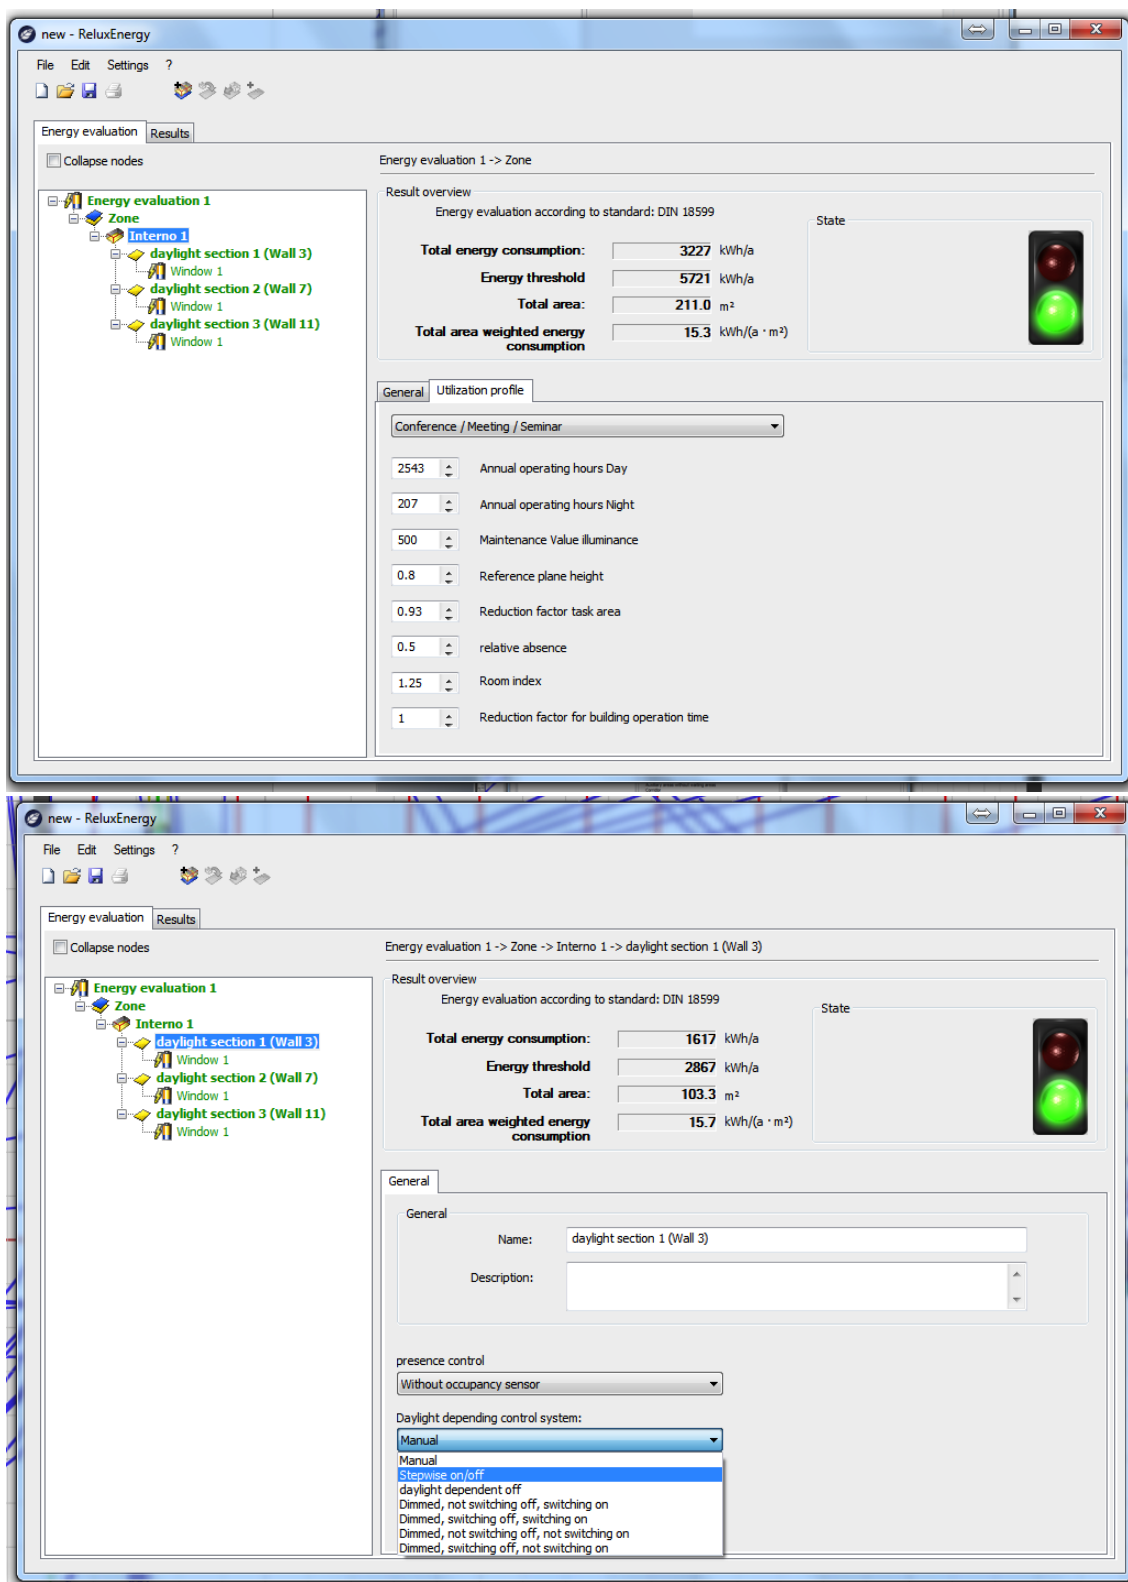 new - ReluxEnergy
File Edit Settings ?
Energy evaluation Results
Collapse nodes
Energy evaluation 1
Zone
Interno 1
daylight section 1 (Wall 3)
Window 1
daylight section 2 (Wall 7)
Window 1
daylight section 3 (Wall 11)
Window 1
Energy evaluation 1 -> Zone
Result overview
Energy evaluation according to standard: DIN 18599
Total energy consumption: 3227 kWh/a
Energy threshold 5721 kWh/a
Total area: 211.0 m²
Total area weighted energy 15.3 kWh/(a · m²)
consumption
State
General Utilization profile
Conference / Meeting / Seminar
2543 Annual operating hours Day
207 Annual operating hours Night
500 Maintenance Value illuminance
0.8 Reference plane height
0.93 Reduction factor task area
0.5 relative absence
1.25 Room index
1 Reduction factor for building operation time
new - ReluxEnergy
File Edit Settings ?
Energy evaluation Results
Collapse nodes
Energy evaluation 1
Zone
Interno 1
daylight section 1 (Wall 3)
Window 1
daylight section 2 (Wall 7)
Window 1
daylight section 3 (Wall 11)
Window 1
Energy evaluation 1 -> Zone -> Interno 1 -> daylight section 1 (Wall 3)
Result overview
Energy evaluation according to standard: DIN 18599
Total energy consumption: 1617 kWh/a
Energy threshold 2867 kWh/a
Total area: 103.3 m²
Total area weighted energy 15.7 kWh/(a · m²)
consumption
State
General
General
Name: daylight section 1 (Wall 3)
Description:
presence control
Without occupancy sensor
Daylight depending control system:
Manual
Manual
Stepwise on/off
daylight dependent off
Dimmed, not switching off, switching on
Dimmed, switching off, switching on
Dimmed, not switching off, not switching on
Dimmed, switching off, not switching on